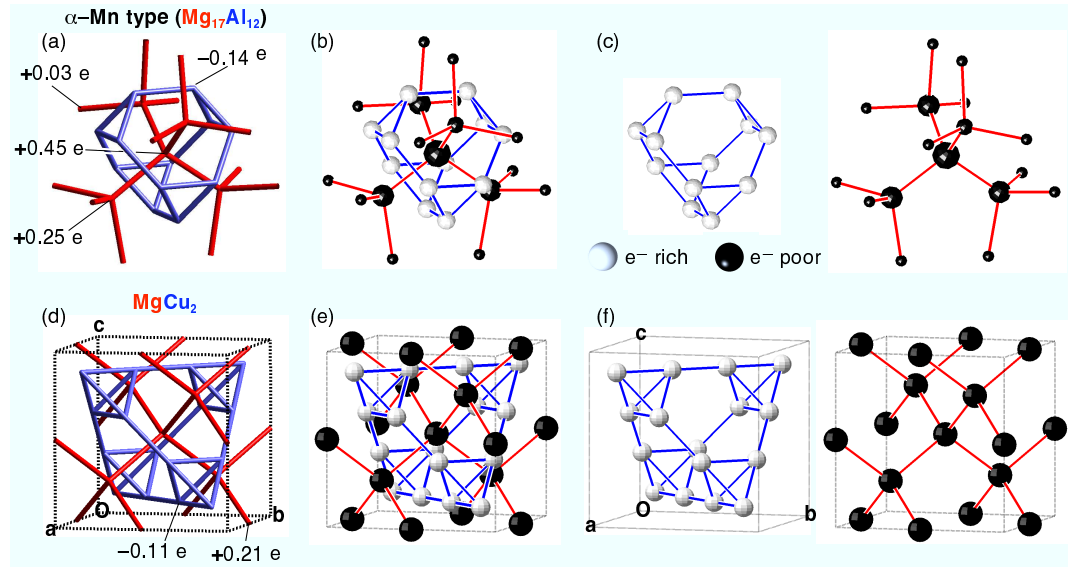 α–Mn type (Mg₁₇Al₁₂)
(a)
(b)
(c)
+0.03 e
–0.14 e
+0.45 e
+0.25 e
e⁻ rich
e⁻ poor
MgCu₂
(d)
(e)
(f)
c
c
a
O
b
a
O
b
–0.11 e
+0.21 e